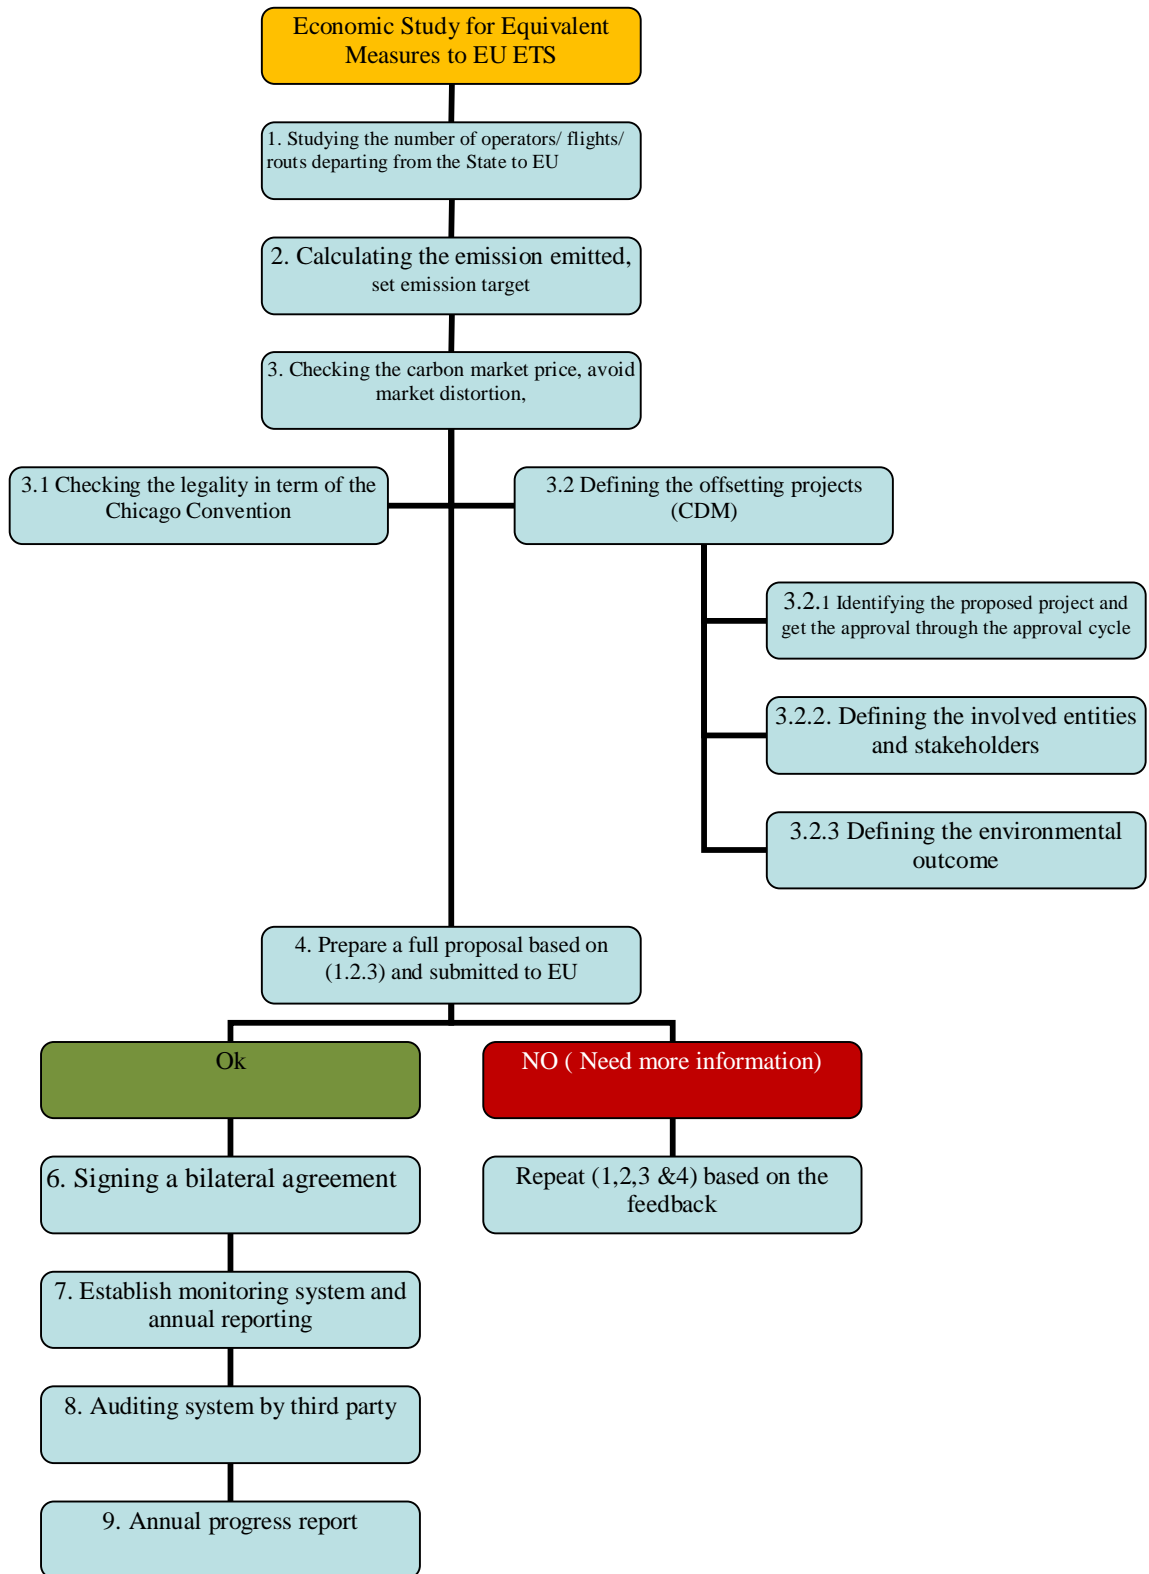 Economic Study for Equivalent
Measures to EU ETS
1. Studying the number of operators/ flights/
routs departing from the State to EU
2. Calculating the emission emitted,
set emission target
3. Checking the carbon market price, avoid
market distortion,
3.1 Checking the legality in term of the
Chicago Convention
3.2 Defining the offsetting projects
(CDM)
3.2.1 Identifying the proposed project and
get the approval through the approval cycle
3.2.2. Defining the involved entities
and stakeholders
3.2.3 Defining the environmental
outcome
4. Prepare a full proposal based on
(1.2.3) and submitted to EU
Ok
NO ( Need more information)
6. Signing a bilateral agreement
Repeat (1,2,3 &4) based on the
feedback
7. Establish monitoring system and
annual reporting
8. Auditing system by third party
9. Annual progress report